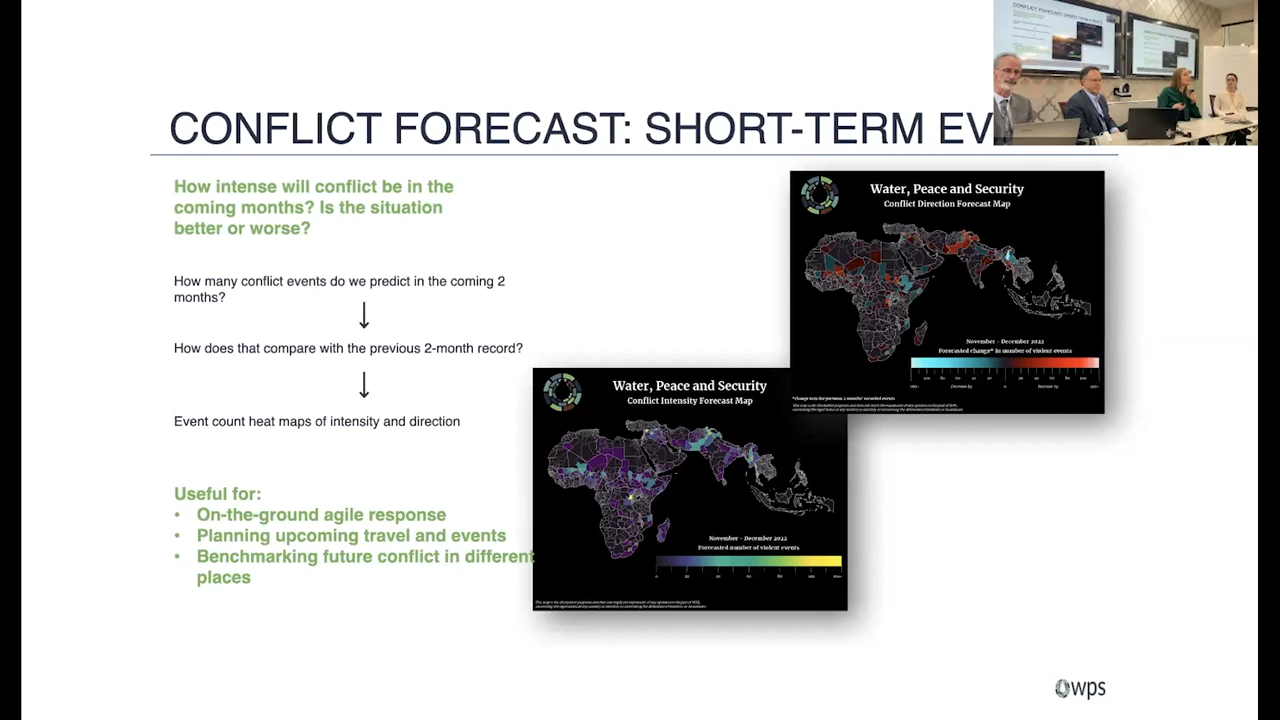 CONFLICT FORECAST: SHORT-TERM EV
How intense will conflict be in the
coming months? Is the situation
better or worse?
How many conflict events do we predict in the coming 2
months?
How does that compare with the previous 2-month record?
Event count heat maps of intensity and direction
Useful for:
• On-the-ground agile response
• Planning upcoming travel and events
• Benchmarking future conflict in different
places
Water, Peace and Security
Conflict Direction Forecast Map
November - December 2022
Forecasted change* in number of violent events
Water, Peace and Security
Conflict Intensity Forecast Map
November - December 2022
Forecasted number of violent events
wps